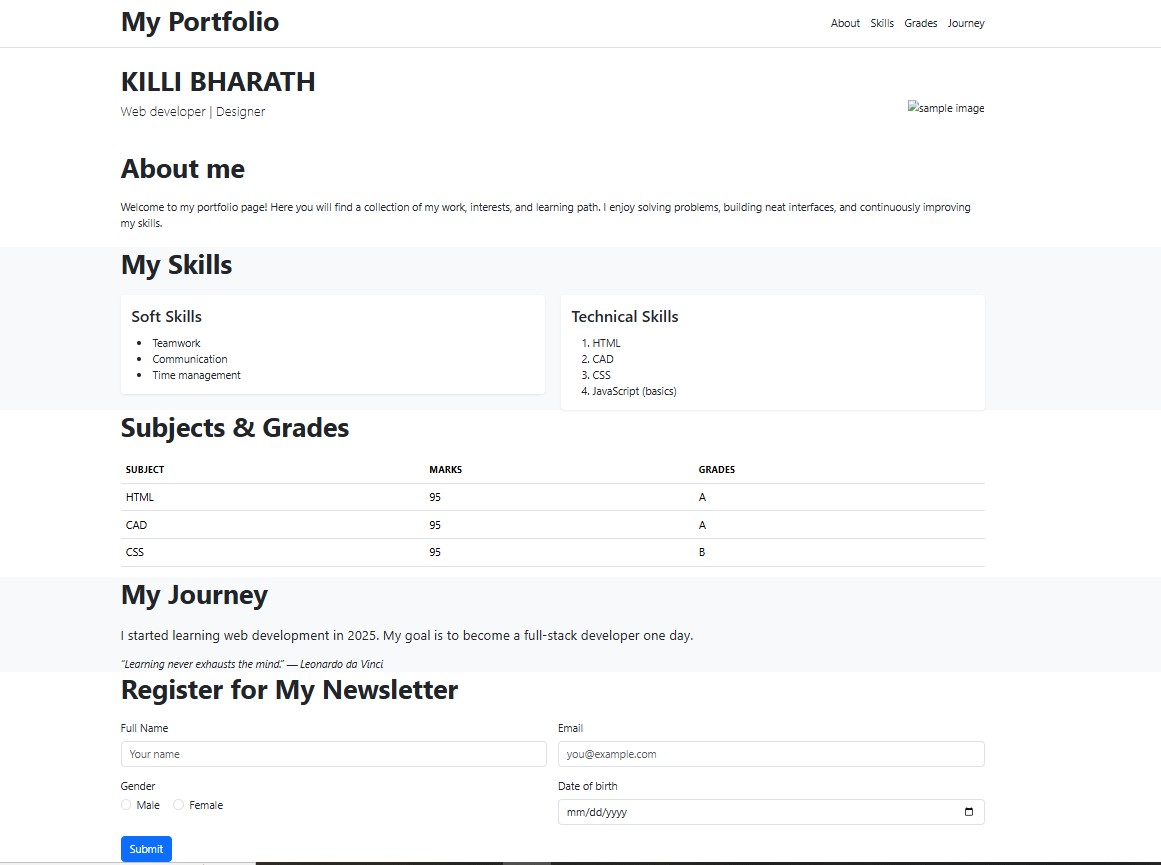 My Portfolio
About Skills Grades Journey
KILLI BHARATH
Web developer | Designer
sample image
About me
Welcome to my portfolio page! Here you will find a collection of my work, interests, and learning path. I enjoy solving problems, building neat interfaces, and continuously improving
my skills.
My Skills
Soft Skills
• Teamwork
• Communication
• Time management
Technical Skills
1. HTML
2. CAD
3. CSS
4. JavaScript (basics)
Subjects & Grades
SUBJECT MARKS GRADES
HTML 95 A
CAD 95 A
CSS 95 B
My Journey
I started learning web development in 2025. My goal is to become a full-stack developer one day.
“Learning never exhausts the mind.” — Leonardo da Vinci
Register for My Newsletter
Full Name
Your name
Email
you@example.com
Gender
Male Female
Date of birth
mm/dd/yyyy
Submit